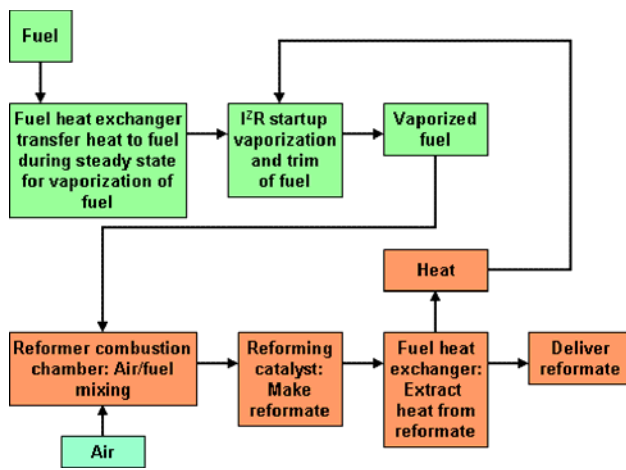 Fuel
Fuel heat exchanger
transfer heat to fuel
during steady state
for vaporization of
fuel
I²R startup
vaporization
and trim
of fuel
Vaporized
fuel
Heat
Reformer combustion
chamber: Air/fuel
mixing
Reforming
catalyst:
Make
reformate
Fuel heat
exchanger:
Extract
heat from
reformate
Deliver
reformate
Air